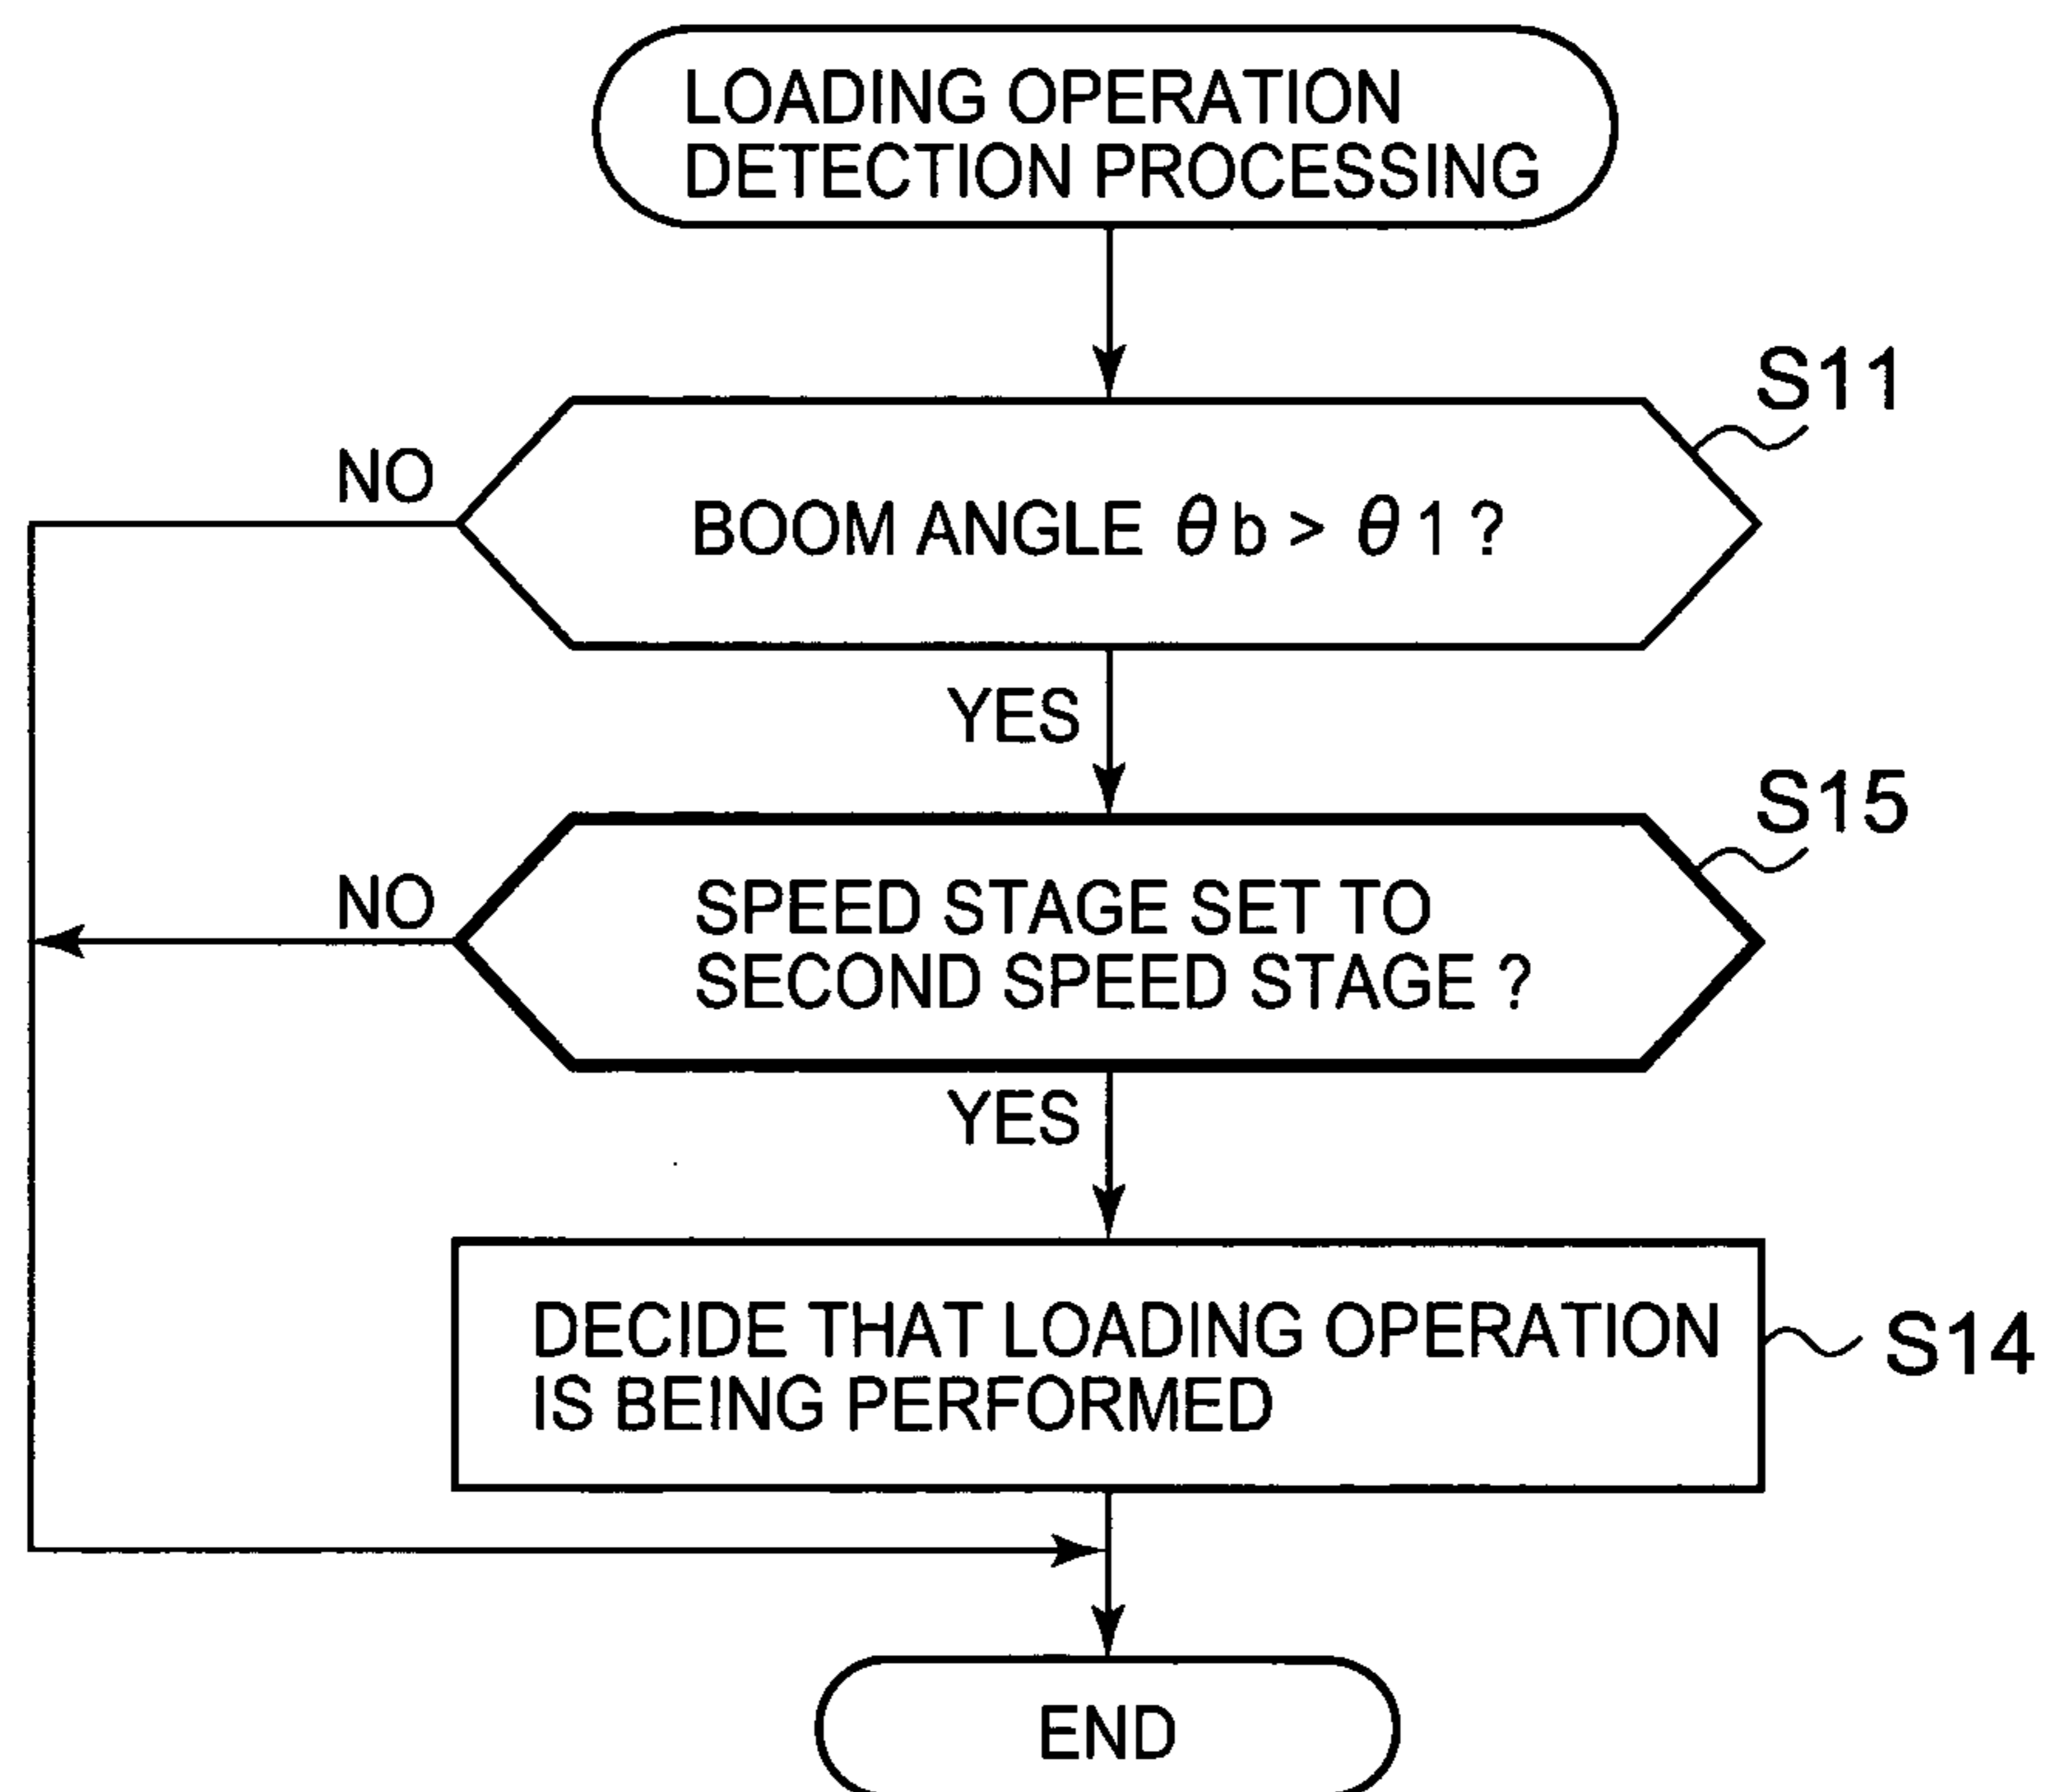 LOADING OPERATION
DETECTION PROCESSING
S11
NO
BOOM ANGLE θb > θ1 ?
YES
S15
NO
SPEED STAGE SET TO
SECOND SPEED STAGE ?
YES
DECIDE THAT LOADING OPERATION
IS BEING PERFORMED
S14
END